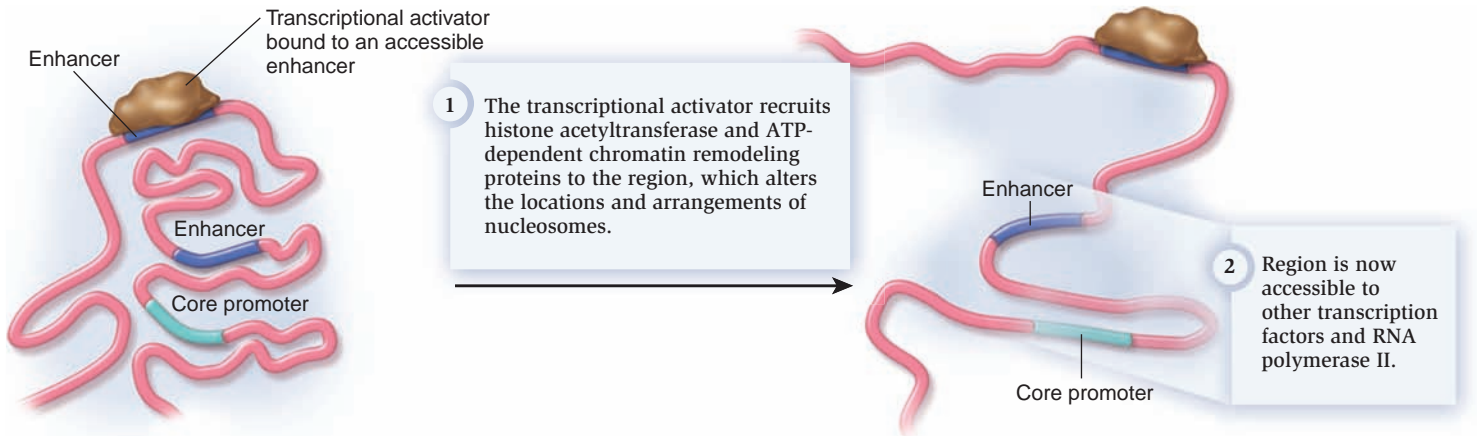 Transcriptional activator
bound to an accessible
enhancer
Enhancer
Enhancer
Core promoter
1
The transcriptional activator recruits
histone acetyltransferase and ATP-
dependent chromatin remodeling
proteins to the region, which alters
the locations and arrangements of
nucleosomes.
Enhancer
Core promoter
2
Region is now
accessible to
other transcription
factors and RNA
polymerase II.